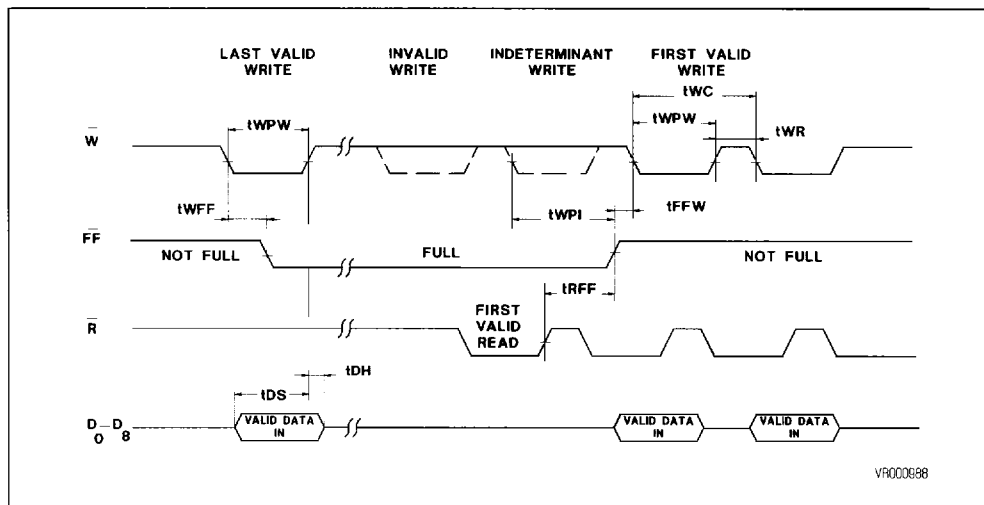 LAST VALID WRITE
INVALID WRITE
INDETERMINANT WRITE
FIRST VALID WRITE
tWC
tWPW
tWPW
tWR
W
tWFF
tWPI
tFFW
FF
NOT FULL
FULL
NOT FULL
tRFF
R
FIRST VALID READ
tDH
tDS
D0–D8
VALID DATA IN
VALID DATA IN
VALID DATA IN
VR000988